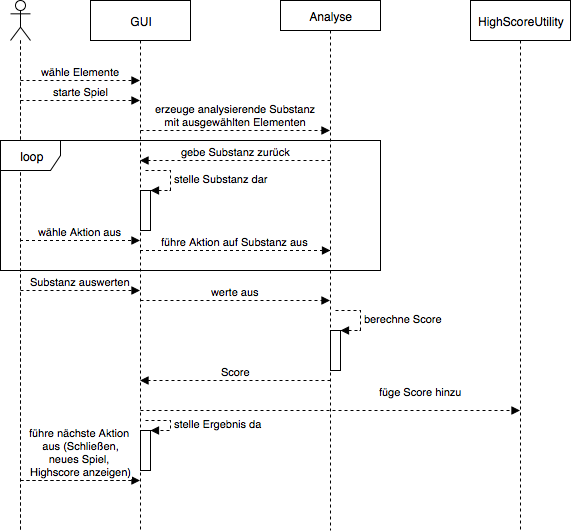 GUI
Analyse
HighScoreUtility
wähle Elemente
starte Spiel
erzeuge analysierende Substanz
mit ausgewählten Elementen
loop
gebe Substanz zurück
stelle Substanz dar
wähle Aktion aus
führe Aktion auf Substanz aus
Substanz auswerten
werte aus
berechne Score
Score
füge Score hinzu
stelle Ergebnis da
führe nächste Aktion
aus (Schließen,
neues Spiel,
Highscore anzeigen)